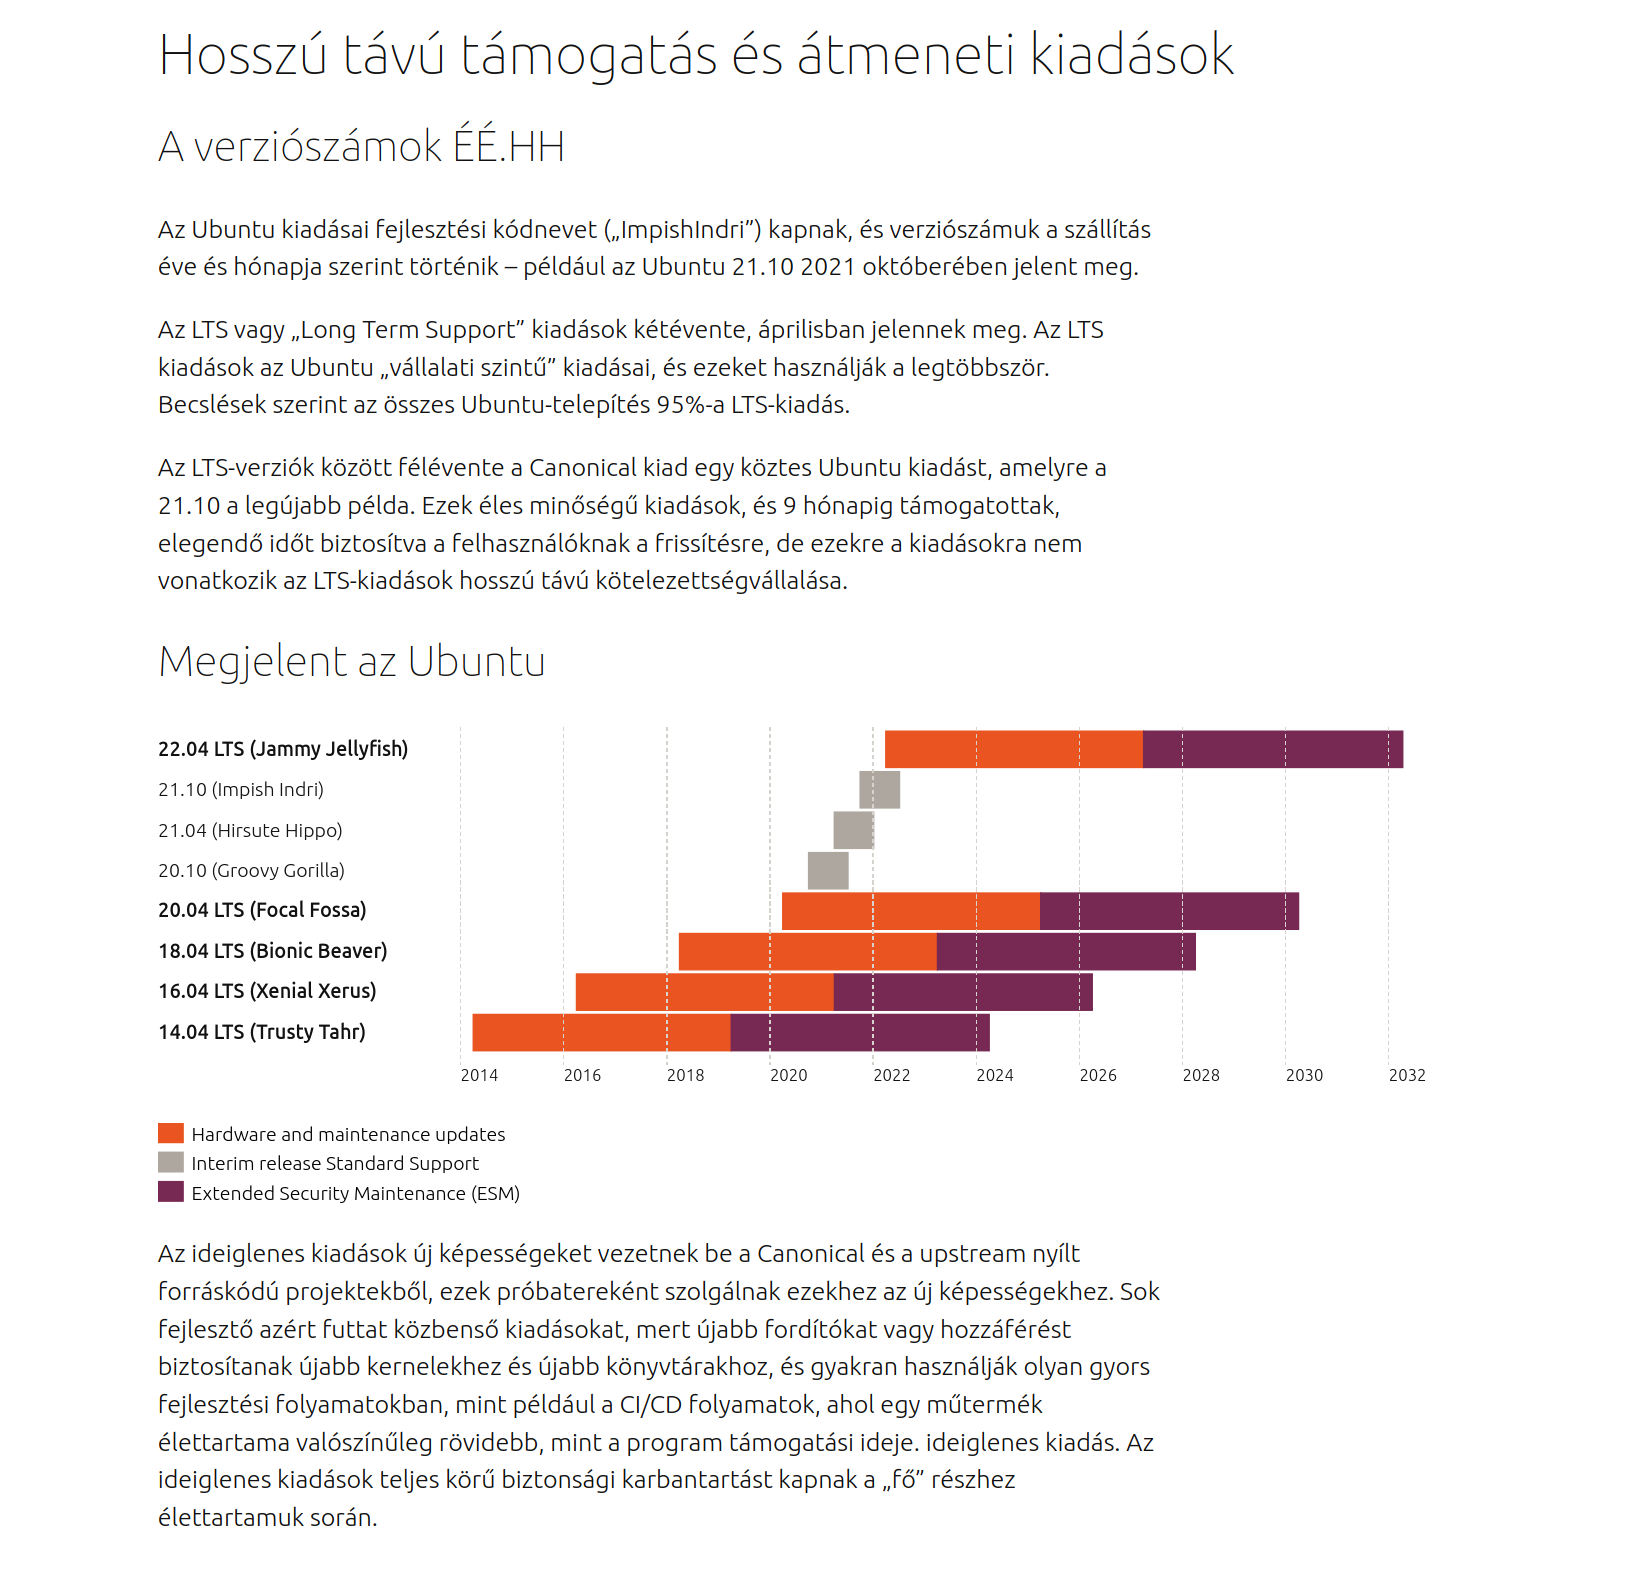 Hosszú távú támogatás és átmeneti kiadások
A verziószámok ÉÉ.HH
Az Ubuntu kiadásai fejlesztési kódnevet („ImpishIndri”) kapnak, és verziószámuk a szállítás
éve és hónapja szerint történik – például az Ubuntu 21.10 2021 októberében jelent meg.
Az LTS vagy „Long Term Support” kiadások kétévente, áprilisban jelennek meg. Az LTS
kiadások az Ubuntu „vállalati szintű” kiadásai, és ezeket használják a legtöbbször.
Becslések szerint az összes Ubuntu-telepítés 95%-a LTS-kiadás.
Az LTS-verziók között félévente a Canonical kiad egy köztes Ubuntu kiadást, amelyre a
21.10 a legújabb példa. Ezek éles minőségű kiadások, és 9 hónapig támogatottak,
elegendő időt biztosítva a felhasználóknak a frissítésre, de ezekre a kiadásokra nem
vonatkozik az LTS-kiadások hosszú távú kötelezettségvállalása.
Megjelent az Ubuntu
22.04 LTS (Jammy Jellyfish)
21.10 (Impish Indri)
21.04 (Hirsute Hippo)
20.10 (Groovy Gorilla)
20.04 LTS (Focal Fossa)
18.04 LTS (Bionic Beaver)
16.04 LTS (Xenial Xerus)
14.04 LTS (Trusty Tahr)
2014 2016 2018 2020 2022 2024 2026 2028 2030 2032
Hardware and maintenance updates
Interim release Standard Support
Extended Security Maintenance (ESM)
Az ideiglenes kiadások új képességeket vezetnek be a Canonical és a upstream nyílt
forráskódú projektekből, ezek próbatereként szolgálnak ezekhez az új képességekhez. Sok
fejlesztő azért futtat közbenső kiadásokat, mert újabb fordítókat vagy hozzáférést
biztosítanak újabb kernelekhez és újabb könyvtárakhoz, és gyakran használják olyan gyors
fejlesztési folyamatokban, mint például a CI/CD folyamatok, ahol egy műtermék
élettartama valószínűleg rövidebb, mint a program támogatási ideje. ideiglenes kiadás. Az
ideiglenes kiadások teljes körű biztonsági karbantartást kapnak a „fő” részhez
élettartamuk során.